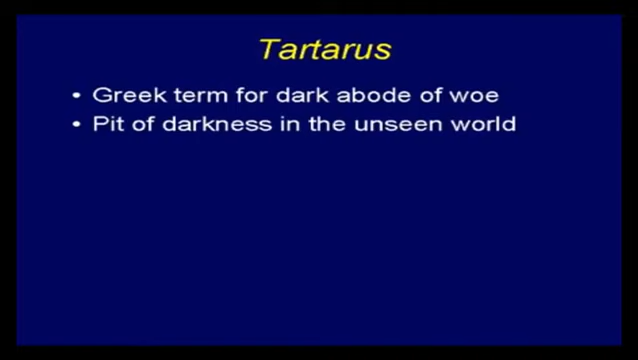 Tartarus
• Greek term for dark abode of woe
• Pit of darkness in the unseen world